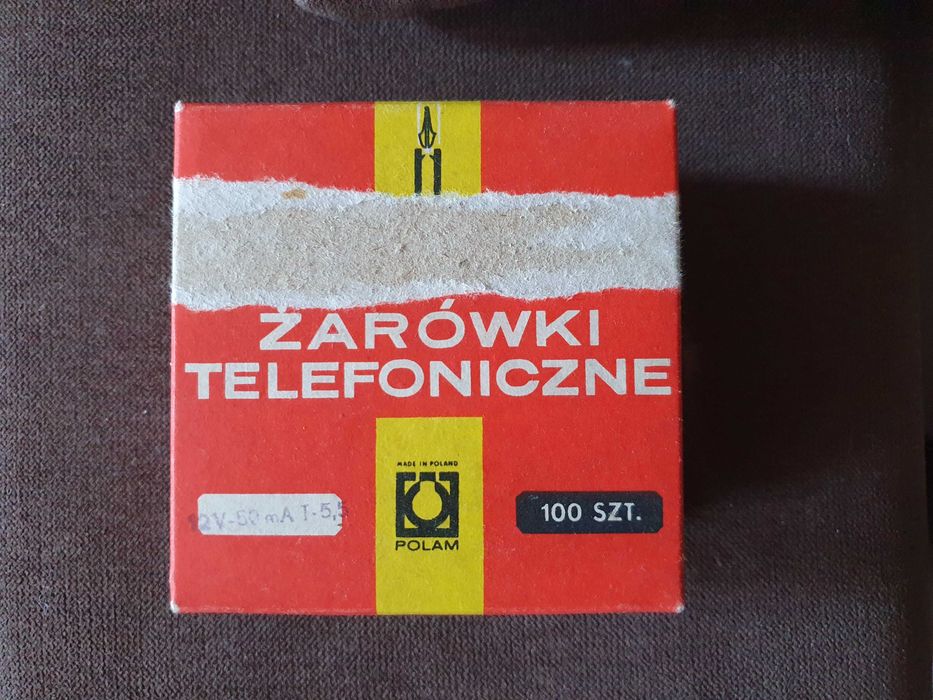 ŻARÓWKI
TELEFONICZNE
MADE IN POLAND
POLAM
12V-50mA T-5,5
100 SZT.